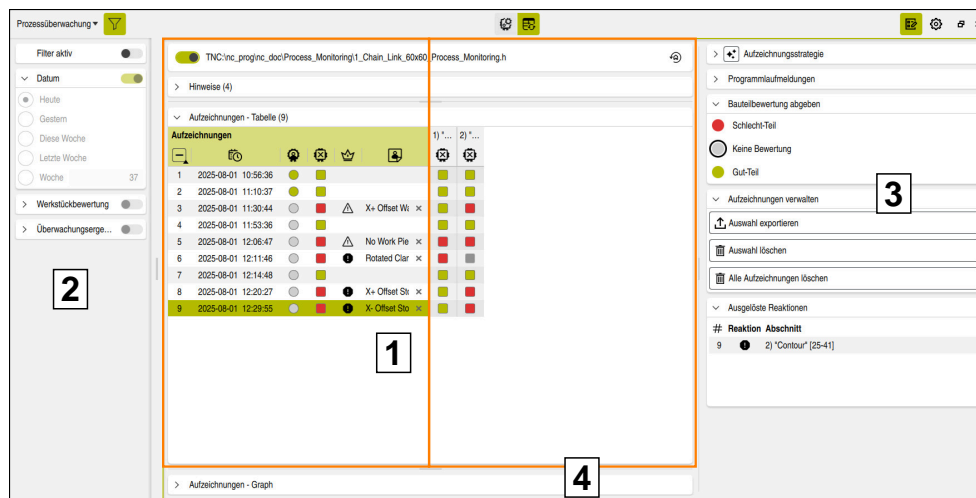 Prozessüberwachung
Filter aktiv
Datum
Heute
Gestern
Diese Woche
Letzte Woche
Woche 37
Werkstückbewertung
Überwachungserge...
2
TNC:\nc_prog\nc_doc\Process_Monitoring\1_Chain_Link_60x60_Process_Monitoring.h
Hinweise (4)
Aufzeichnungen - Tabelle (9)
Aufzeichnungen 1) "... 2) "...
1 2025-08-01 10:56:36
2 2025-08-01 11:10:37
3 2025-08-01 11:30:44 X+ Offset Wa ×
4 2025-08-01 11:53:36
5 2025-08-01 12:06:47 No Work Pie ×
6 2025-08-01 12:11:46 Rotated Clar ×
7 2025-08-01 12:14:48
8 2025-08-01 12:20:27 X+ Offset Sto ×
9 2025-08-01 12:29:55 X- Offset Sto ×
1
Aufzeichnungen - Graph
4
Aufzeichnungsstrategie
Programmlaufmeldungen
Bauteilbewertung abgeben
Schlecht-Teil
Keine Bewertung
Gut-Teil
3
Aufzeichnungen verwalten
Auswahl exportieren
Auswahl löschen
Alle Aufzeichnungen löschen
Ausgelöste Reaktionen
# Reaktion Abschnitt
9 2) "Contour" [25-41]